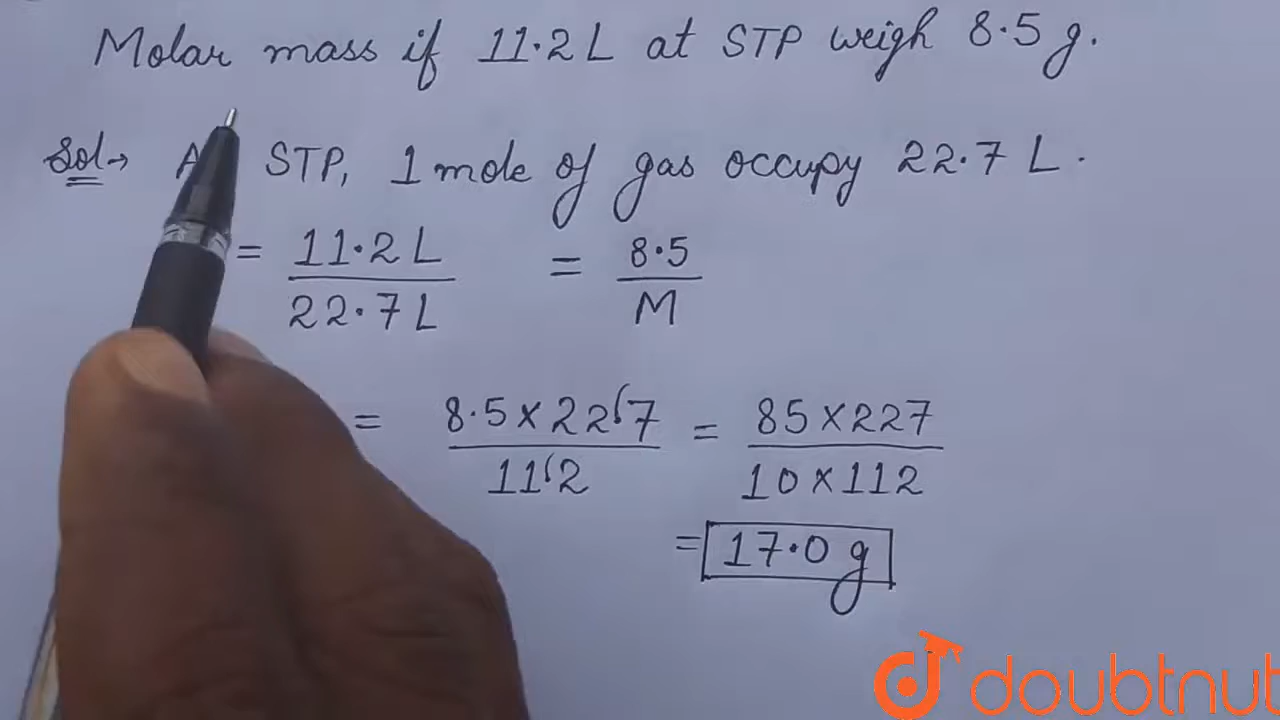 Molar mass if 11.2 L at STP weigh 8.5 g.
Sol→ A STP, 1 mole of gas occupy 22.7 L.
= 11.2 L / 22.7 L = 8.5 / M
= 8.5 × 22.7 / 11.2 = 85 × 227 / 10 × 112
= 17.0 g
doubtnut